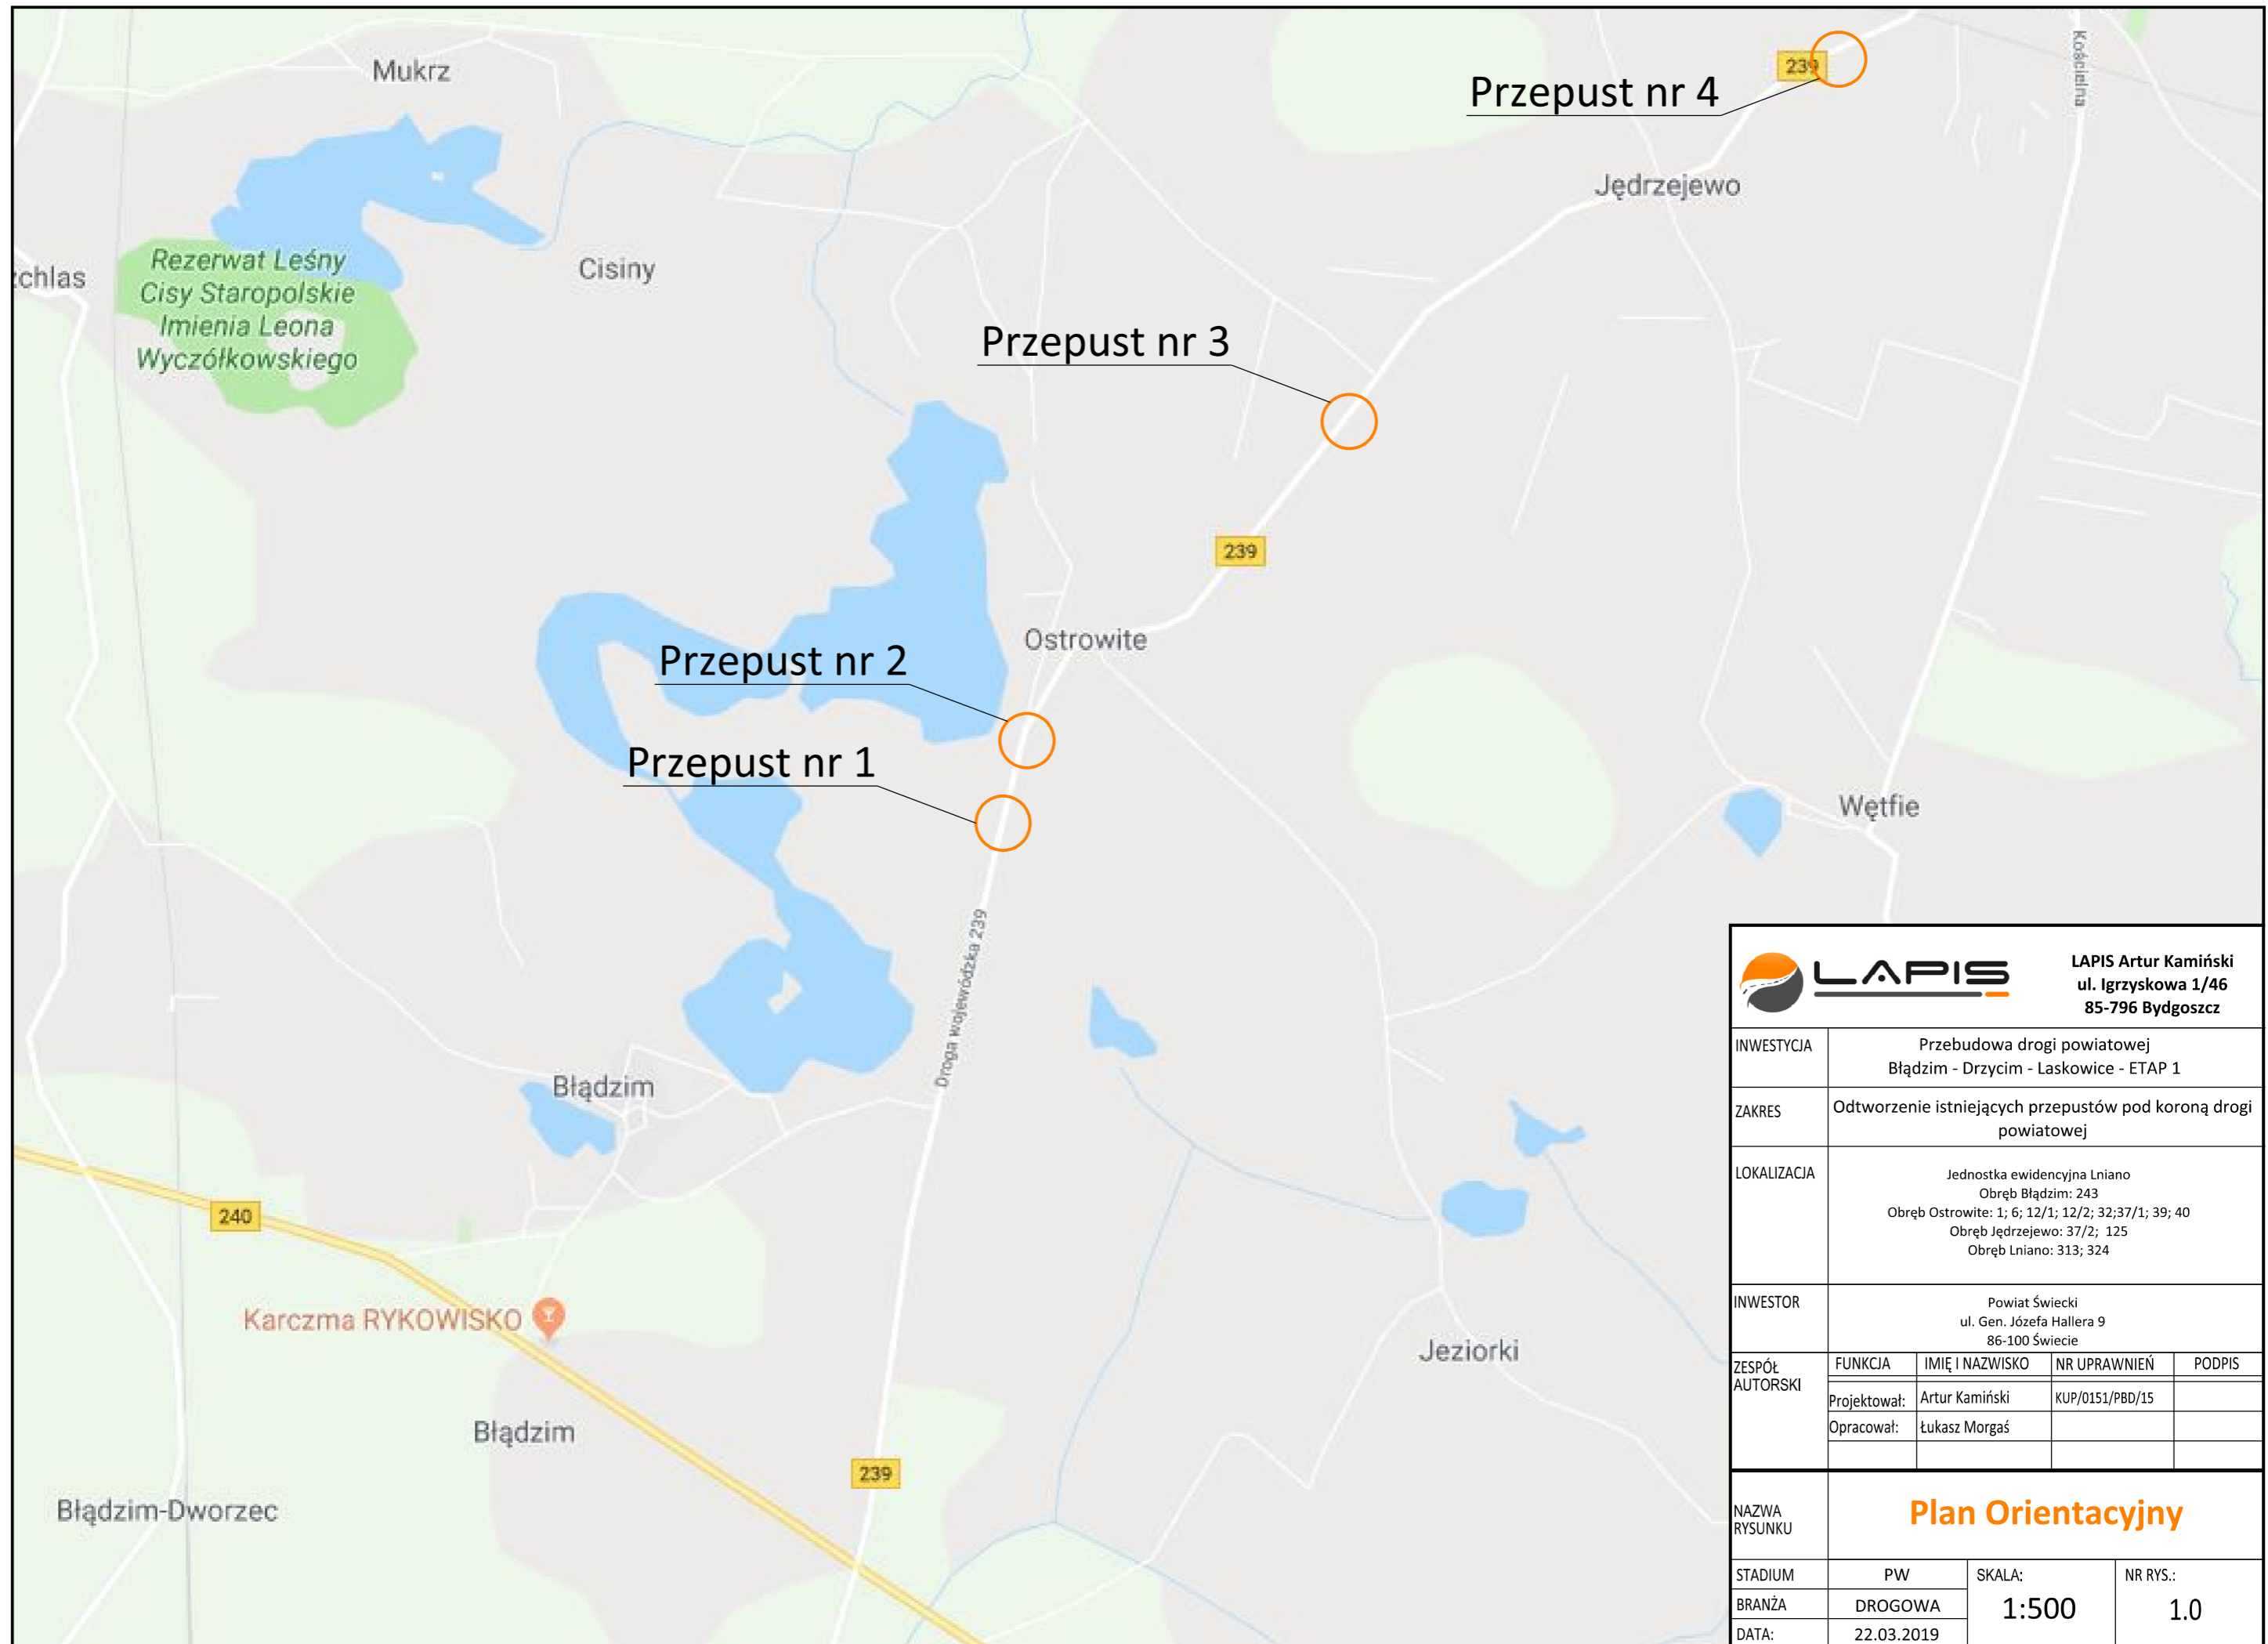 Mukrz
Kościelna
239
Przepust nr 4
Jędrzejewo
zchlas
Rezerwat Leśny
Cisy Staropolskie
Imienia Leona
Wyczółkowskiego
Cisiny
Przepust nr 3
239
Ostrowite
Przepust nr 2
Przepust nr 1
Wętfie
Droga wojewódzka 239
Błądzim
240
Karczma RYKOWISKO
Jeziorki
Błądzim
239
Błądzim-Dworzec
LAPIS
LAPIS Artur Kamiński
ul. Igrzyskowa 1/46
85-796 Bydgoszcz
INWESTYCJA
Przebudowa drogi powiatowej
Błądzim - Drzycim - Laskowice - ETAP 1
ZAKRES
Odtworzenie istniejących przepustów pod koroną drogi
powiatowej
LOKALIZACJA
Jednostka ewidencyjna Lniano
Obręb Błądzim: 243
Obręb Ostrowite: 1; 6; 12/1; 12/2; 32;37/1; 39; 40
Obręb Jędrzejewo: 37/2; 125
Obręb Lniano: 313; 324
INWESTOR
Powiat Świecki
ul. Gen. Józefa Hallera 9
86-100 Świecie
ZESPÓŁ
AUTORSKI
FUNKCJA IMIĘ I NAZWISKO NR UPRAWNIEŃ PODPIS
Projektował: Artur Kamiński KUP/0151/PBD/15
Opracował: Łukasz Morgaś
NAZWA
RYSUNKU
Plan Orientacyjny
STADIUM PW SKALA: NR RYS.:
BRANŻA DROGOWA 1:500 1.0
DATA: 22.03.2019